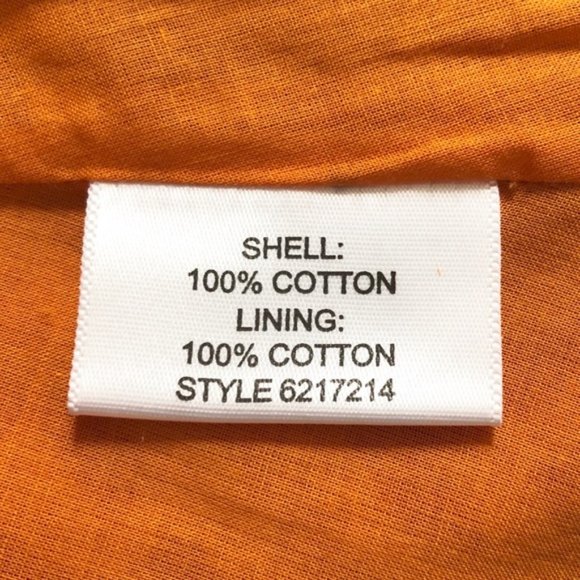 SHELL:
100% COTTON
LINING:
100% COTTON
STYLE 6217214